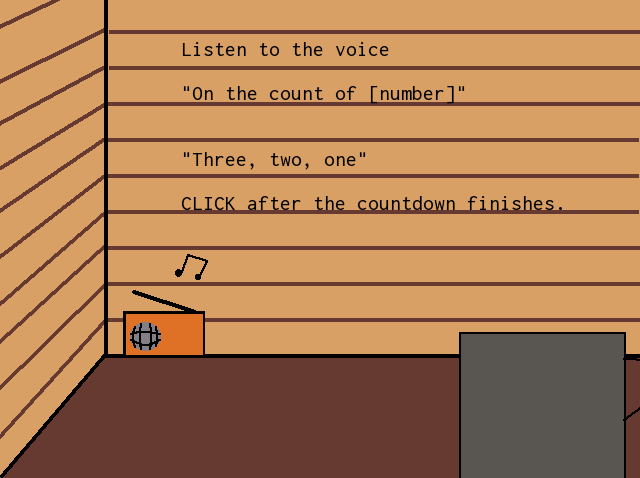 Listen to the voice
"On the count of [number]"
"Three, two, one"
CLICK after the countdown finishes.